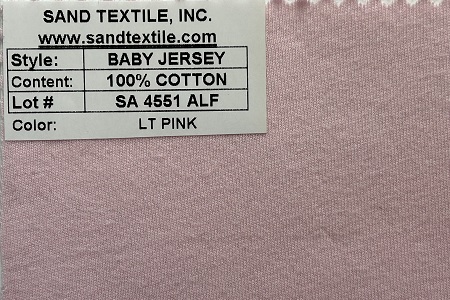 SAND TEXTILE, INC.
www.sandtextile.com
Style: BABY JERSEY
Content: 100% COTTON
Lot # SA 4551 ALF
Color: LT PINK